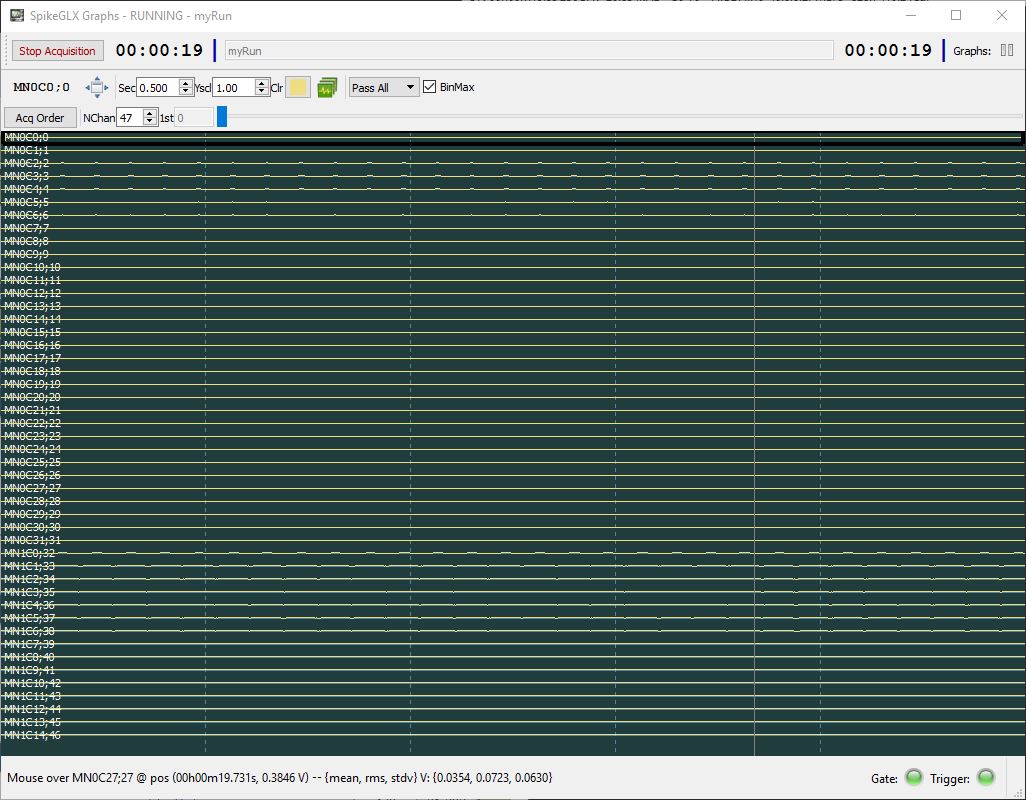 SpikeGLX Graphs - RUNNING - myRun
Stop Acquisition 00:00:19 myRun 00:00:19 Graphs:
MN0C0;0 Sec 0.500 Yscl 1.00 Clr Pass All BinMax
Acq Order NChan 47 1st 0
MN0C0;0
MN0C1;1
MN0C2;2
MN0C3;3
MN0C4;4
MN0C5;5
MN0C6;6
MN0C7;7
MN0C8;8
MN0C9;9
MN0C10;10
MN0C11;11
MN0C12;12
MN0C13;13
MN0C14;14
MN0C15;15
MN0C16;16
MN0C17;17
MN0C18;18
MN0C19;19
MN0C20;20
MN0C21;21
MN0C22;22
MN0C23;23
MN0C24;24
MN0C25;25
MN0C26;26
MN0C27;27
MN0C28;28
MN0C29;29
MN0C30;30
MN0C31;31
MN1C0;32
MN1C1;33
MN1C2;34
MN1C3;35
MN1C4;36
MN1C5;37
MN1C6;38
MN1C7;39
MN1C8;40
MN1C9;41
MN1C10;42
MN1C11;43
MN1C12;44
MN1C13;45
MN1C14;46
Mouse over MN0C27;27 @ pos (00h00m19.731s, 0.3846 V) -- {mean, rms, stdv} V: {0.0354, 0.0723, 0.0630} Gate: Trigger: